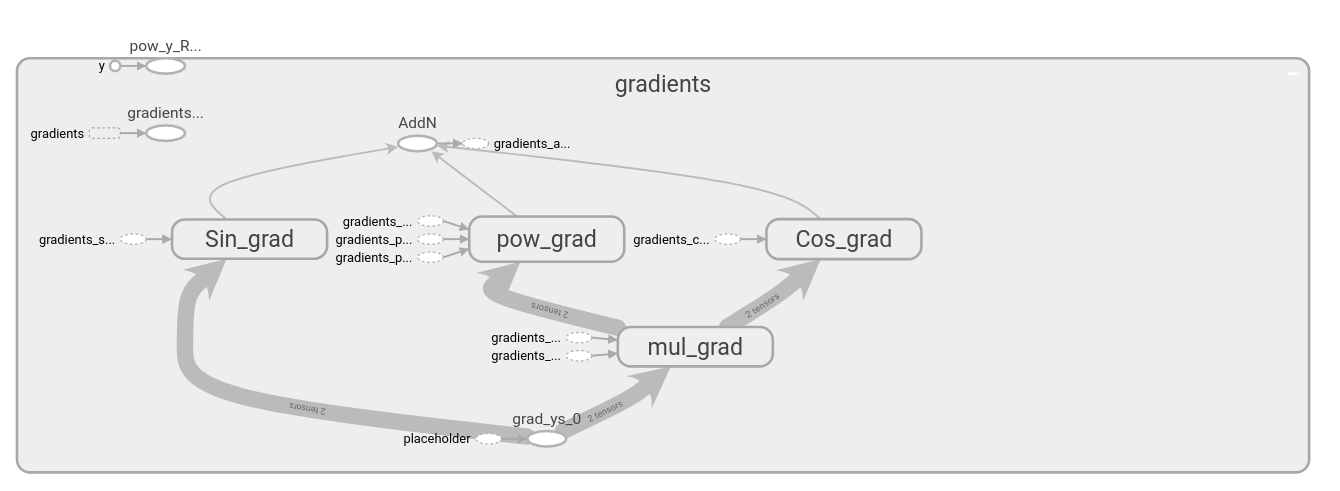 pow_y_R...
y
gradients
gradients...
gradients
AddN
gradients_a...
gradients_s...
Sin_grad
gradients_...
gradients_p...
gradients_p...
pow_grad
gradients_c...
Cos_grad
2 tensors
2 tensors
gradients_...
gradients_...
mul_grad
2 tensors
grad_ys_0
2 tensors
placeholder